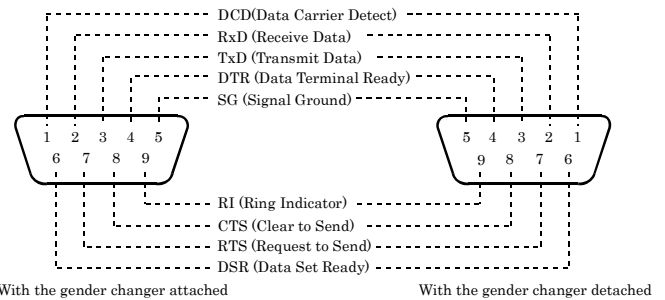 DCD(Data Carrier Detect)
RxD (Receive Data)
TxD (Transmit Data)
DTR (Data Terminal Ready)
SG (Signal Ground)
1 2 3 4 5
5 4 3 2 1
6 7 8 9
9 8 7 6
RI (Ring Indicator)
CTS (Clear to Send)
RTS (Request to Send)
DSR (Data Set Ready)
With the gender changer attached
With the gender changer detached